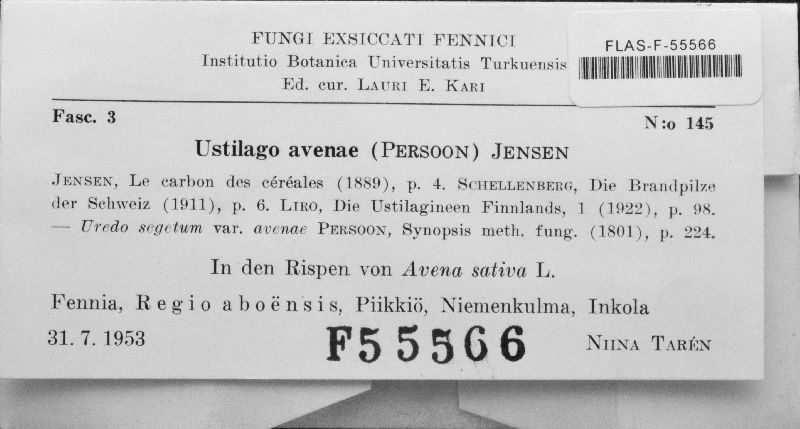 FUNGI EXSICCATI FENNICI
Institutio Botanica Universitatis Turkuensis
Ed. cur. LAURI E. KARI
FLAS-F-55566
Fasc. 3
N:o 145
Ustilago avenae (PERSOON) JENSEN
JENSEN, Le carbon des céréales (1889), p. 4. SCHELLENBERG, Die Brandpilze
der Schweiz (1911), p. 6. LIRO, Die Ustilagineen Finnlands, 1 (1922), p. 98.
— Uredo segetum var. avenae PERSOON, Synopsis meth. fung. (1801), p. 224.
In den Rispen von Avena sativa L.
Fennia, Regio aboënsis, Piikkiö, Niemenkulma, Inkola
31. 7. 1953
F55566
NIINA TARÉN